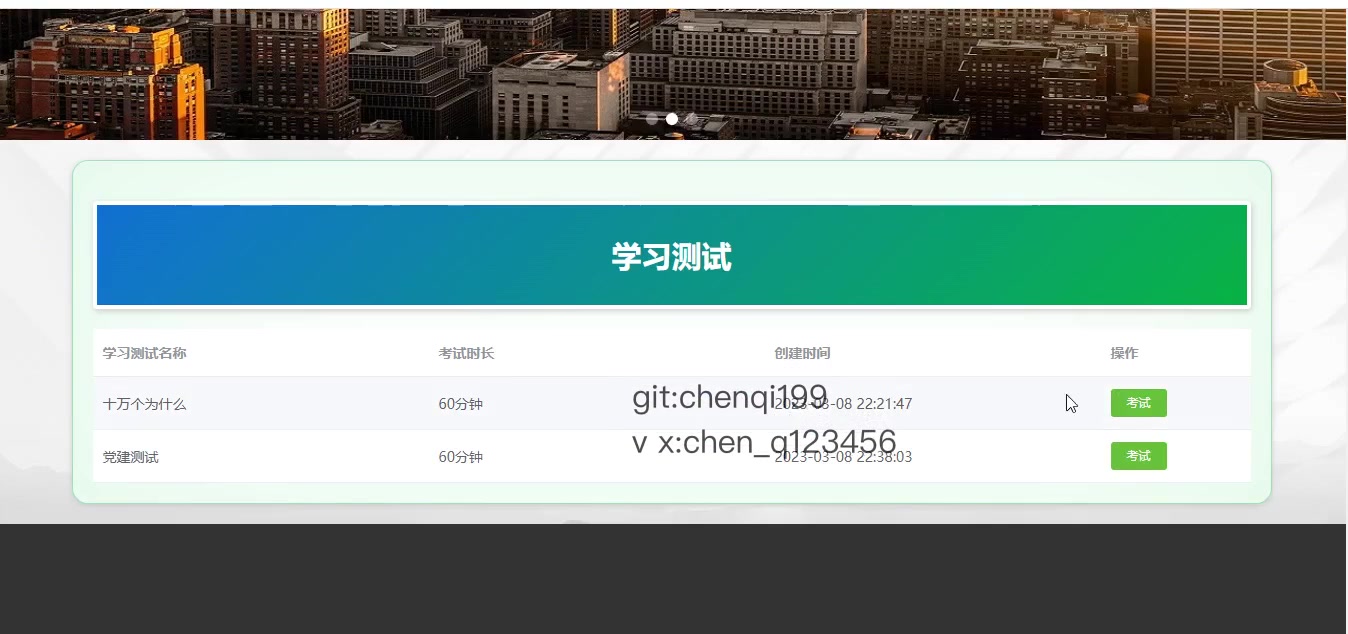 学习测试
学习测试名称 考试时长 创建时间 操作
十万个为什么 60分钟 2023-03-08 22:21:47 考试
git:chenqi199
党建测试 60分钟 2023-03-08 22:38:03 考试
v x:chen_q123456